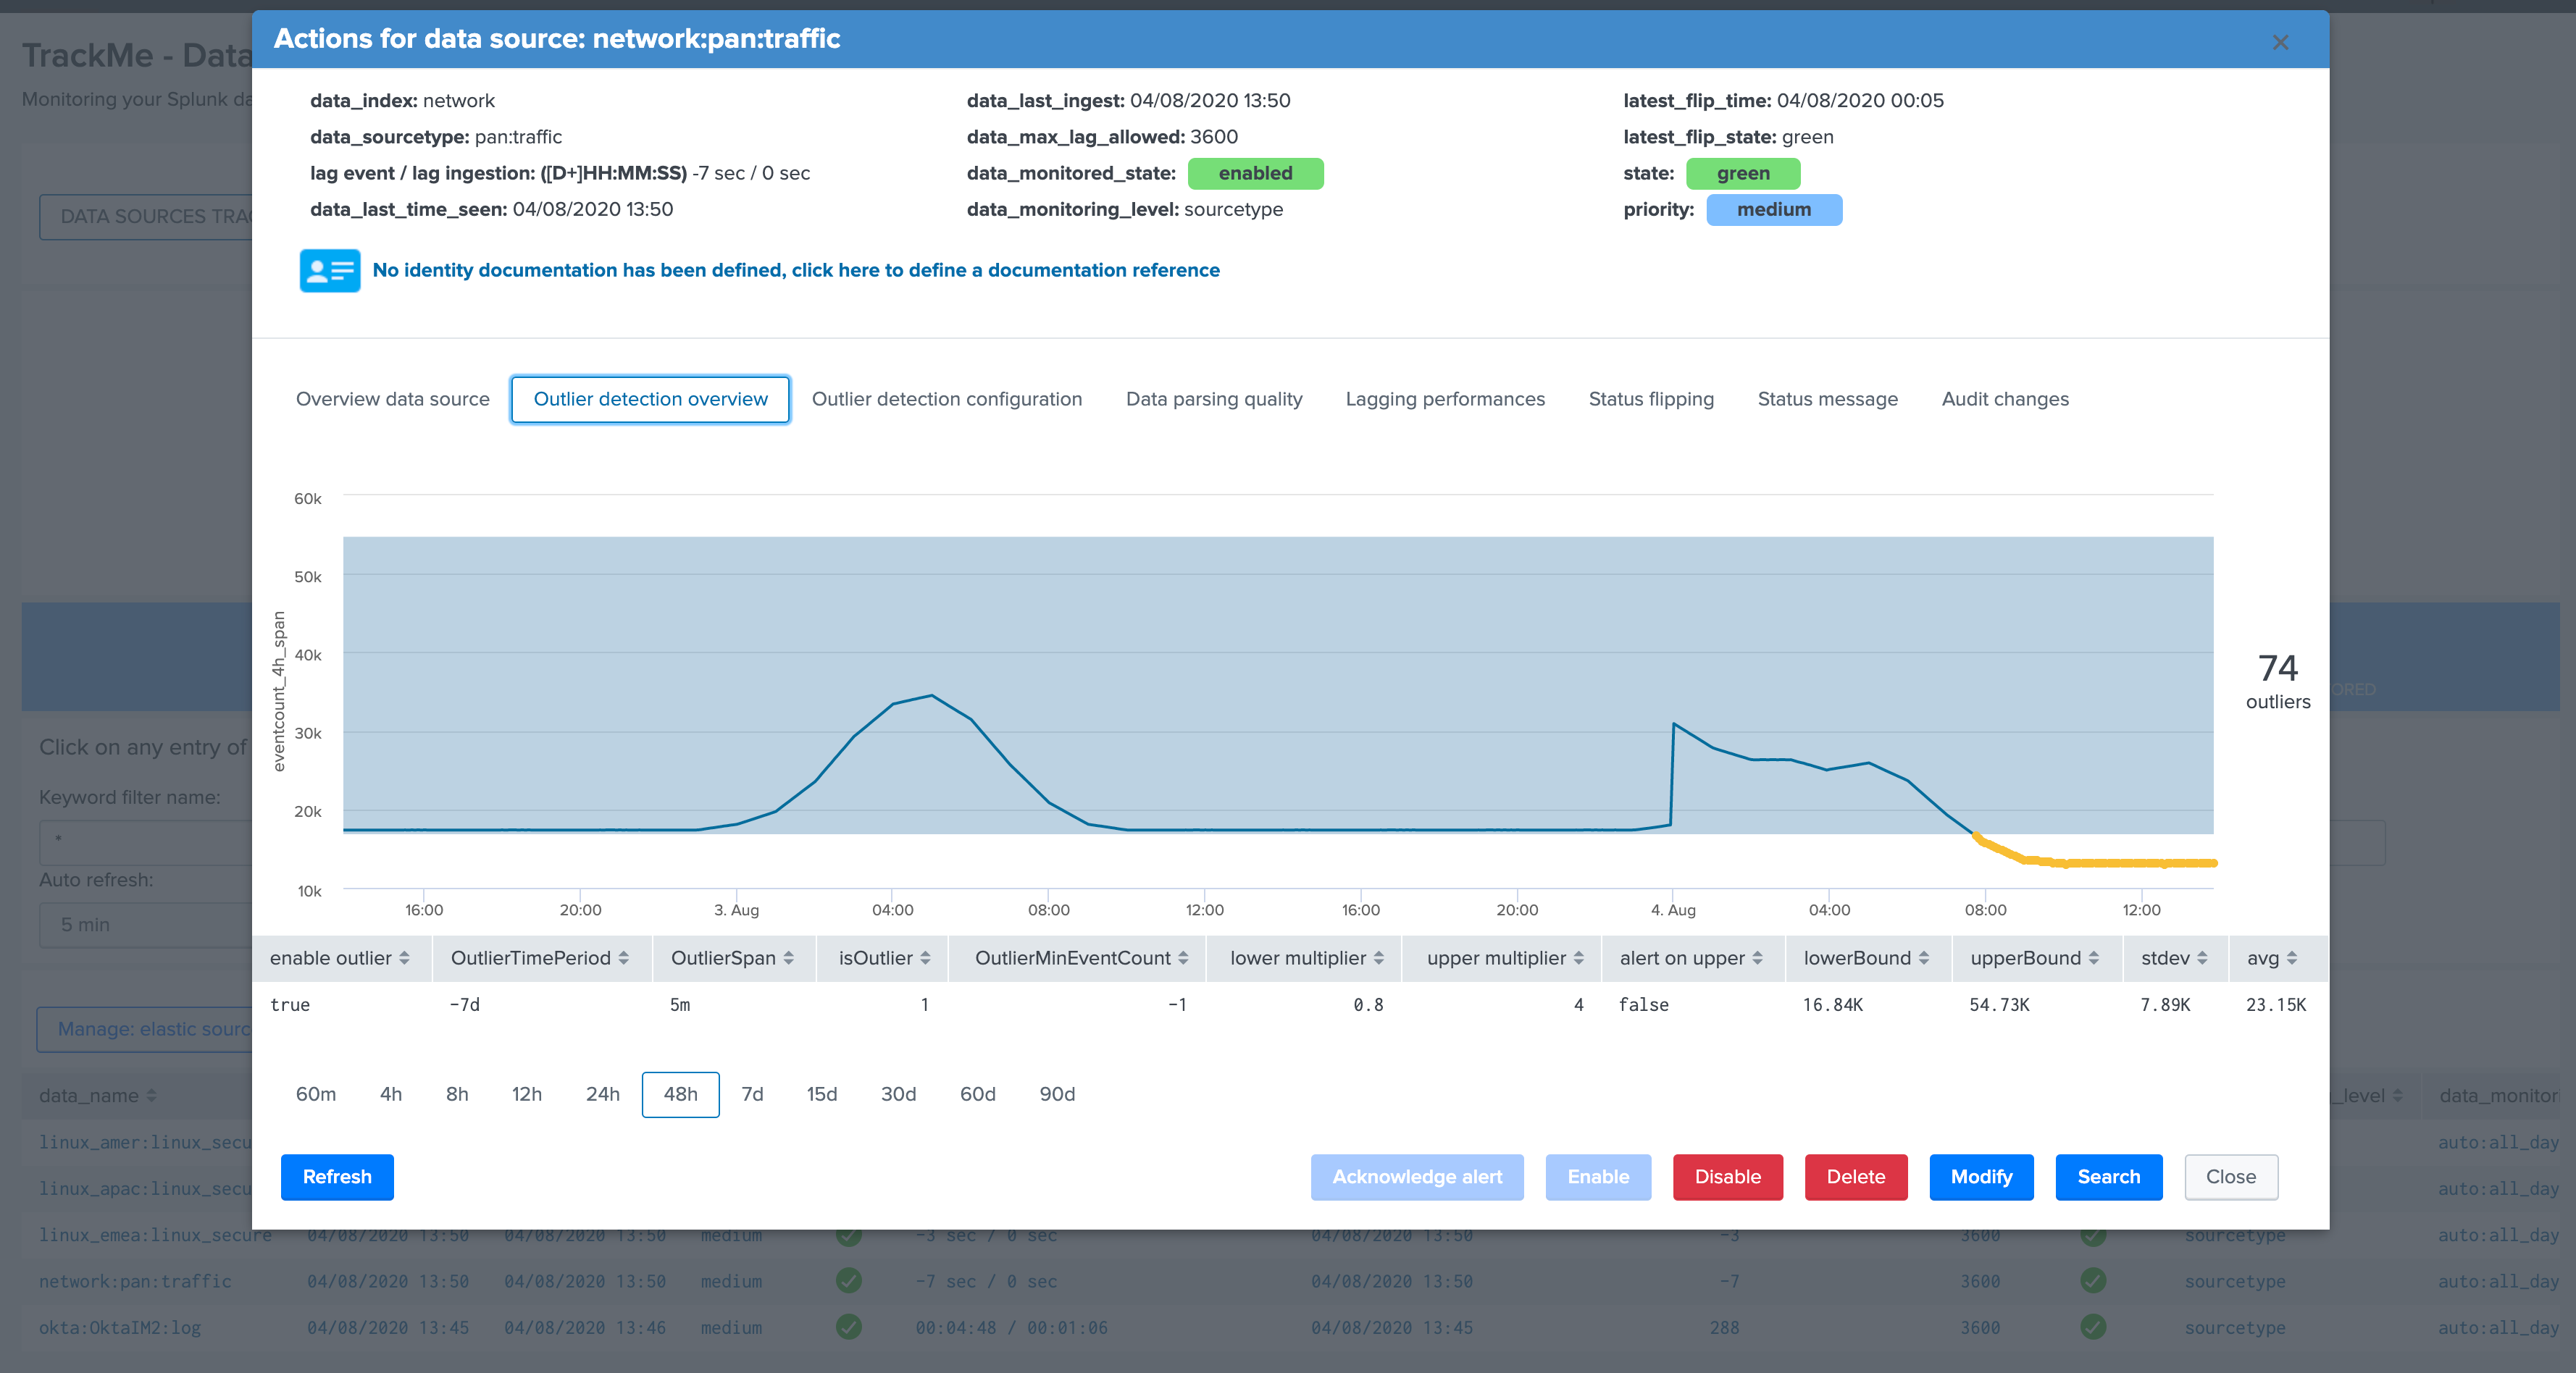 TrackMe - Data
Monitoring your Splunk da
Actions for data source: network:pan:traffic
data_index: network
data_sourcetype: pan:traffic
lag event / lag ingestion: ([D+]HH:MM:SS) -7 sec / 0 sec
data_last_time_seen: 04/08/2020 13:50
data_last_ingest: 04/08/2020 13:50
data_max_lag_allowed: 3600
data_monitored_state: enabled
data_monitoring_level: sourcetype
latest_flip_time: 04/08/2020 00:05
latest_flip_state: green
state: green
priority: medium
DATA SOURCES TRA
No identity documentation has been defined, click here to define a documentation reference
Overview data source Outlier detection overview Outlier detection configuration Data parsing quality Lagging performances Status flipping Status message Audit changes
eventcount_4h_span
60k
50k
40k
30k
20k
10k
16:00 20:00 3. Aug 04:00 08:00 12:00 16:00 20:00 4. Aug 04:00 08:00 12:00
74
outliers
ORED
Click on any entry of
Keyword filter name:
*
Auto refresh:
5 min
enable outlier OutlierTimePeriod OutlierSpan isOutlier OutlierMinEventCount lower multiplier upper multiplier alert on upper lowerBound upperBound stdev avg
true -7d 5m 1 -1 0.8 4 false 16.84K 54.73K 7.89K 23.15K
Manage: elastic sourc
60m 4h 8h 12h 24h 48h 7d 15d 30d 60d 90d
Refresh Acknowledge alert Enable Disable Delete Modify Search Close
data_name _level data_monitor
linux_amer:linux_secu auto:all_day
linux_apac:linux_secu auto:all_day
linux_emea:linux_secure 04/08/2020 13:50 04/08/2020 13:50 medium -3 sec / 0 sec 04/08/2020 13:50 -3 3600 sourcetype auto:all_day
network:pan:traffic 04/08/2020 13:50 04/08/2020 13:50 medium -7 sec / 0 sec 04/08/2020 13:50 -7 3600 sourcetype auto:all_day
okta:OktaIM2:log 04/08/2020 13:45 04/08/2020 13:46 medium 00:04:48 / 00:01:06 04/08/2020 13:45 288 3600 sourcetype auto:all_day